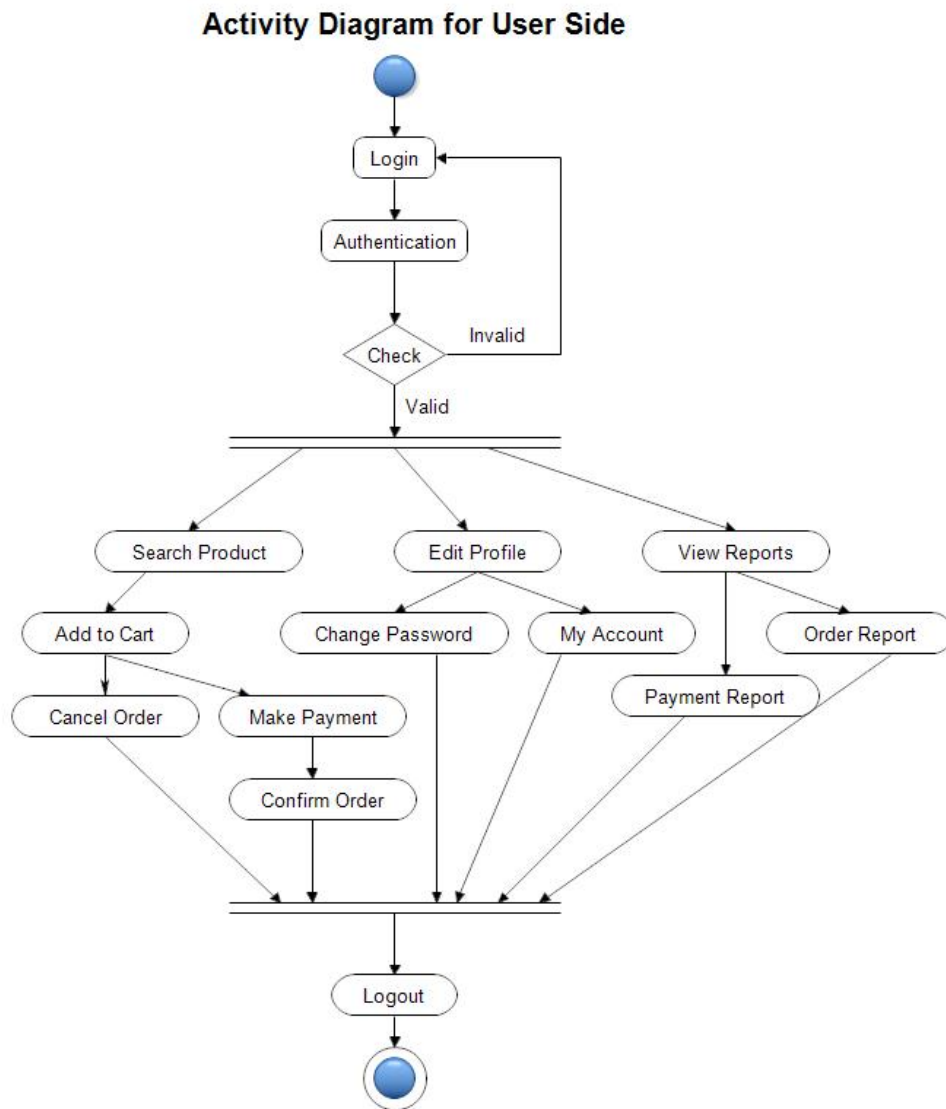 Activity Diagram for User Side
Login
Authentication
Check
Invalid
Valid
Search Product
Edit Profile
View Reports
Add to Cart
Change Password
My Account
Order Report
Cancel Order
Make Payment
Payment Report
Confirm Order
Logout